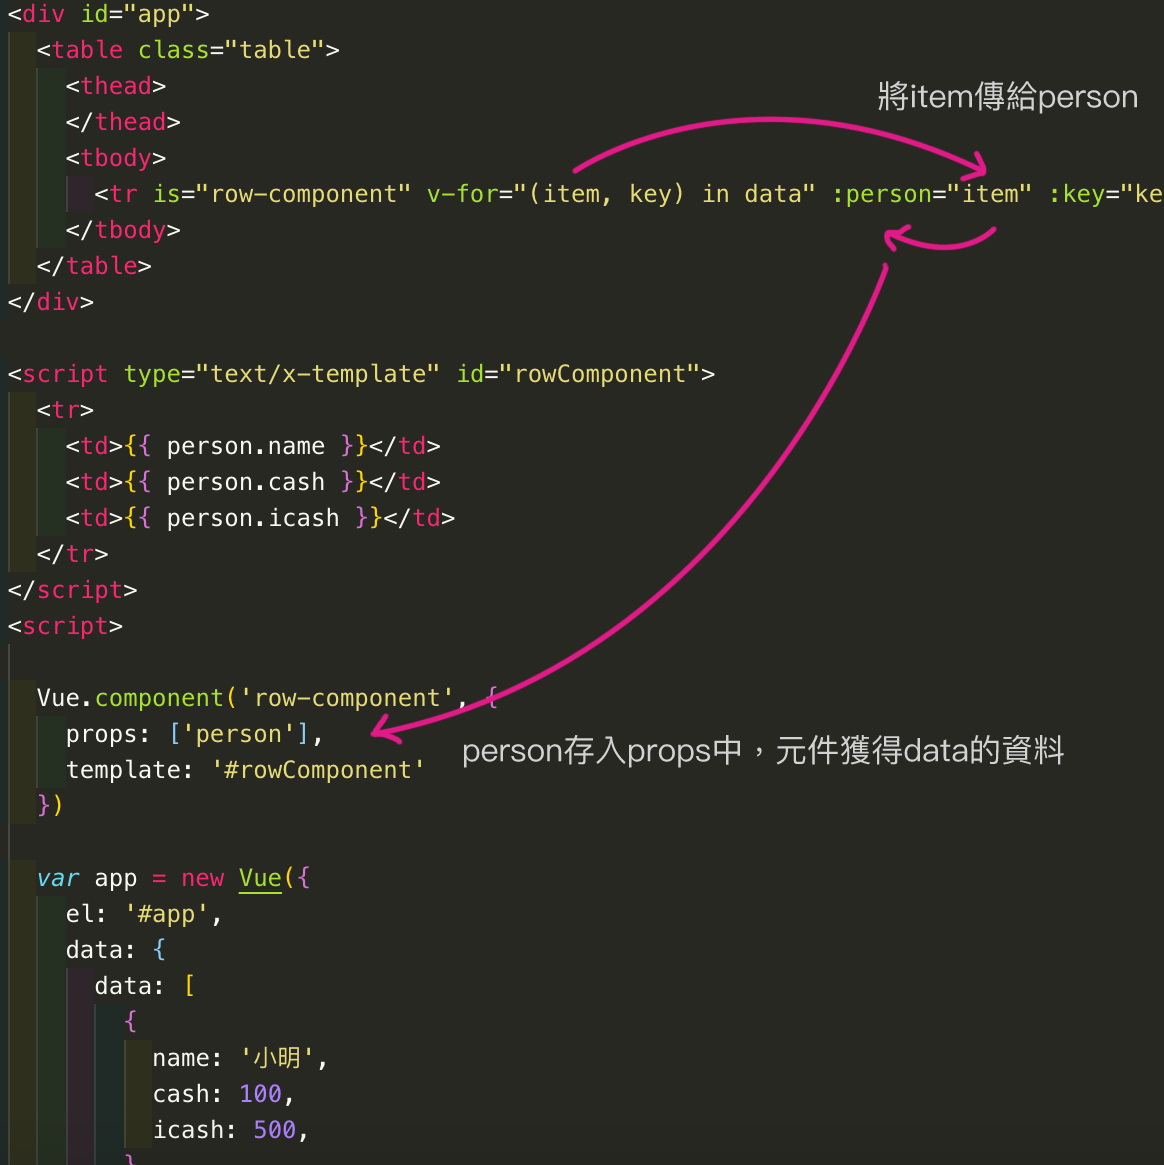 <div id="app">
<table class="table">
<thead>
</thead>
將item傳給person
<tbody>
<tr is="row-component" v-for="(item, key) in data" :person="item" :key="ke
</tbody>
</table>
</div>
<script type="text/x-template" id="rowComponent">
<tr>
<td>{{ person.name }}</td>
<td>{{ person.cash }}</td>
<td>{{ person.icash }}</td>
</tr>
</script>
<script>
Vue.component('row-component', {
props: ['person'],
person存入props中，元件獲得data的資料
template: '#rowComponent'
})
var app = new Vue({
el: '#app',
data: {
data: [
{
name: '小明',
cash: 100,
icash: 500,
}